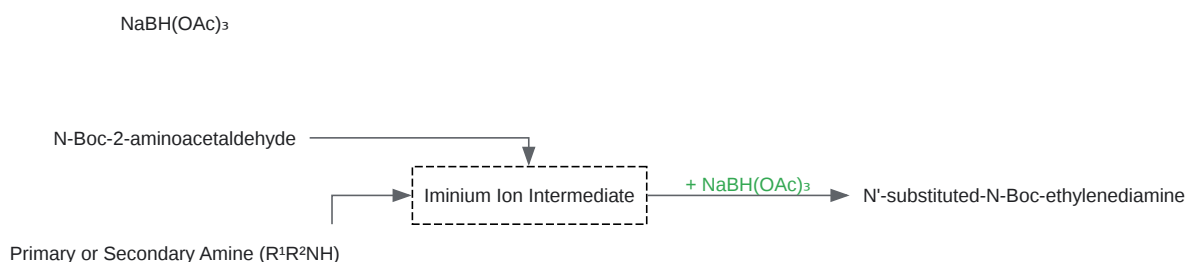 NaBH(OAc)₃
N-Boc-2-aminoacetaldehyde
Iminium Ion Intermediate
+ NaBH(OAc)₃
N'-substituted-N-Boc-ethylenediamine
Primary or Secondary Amine (R¹R²NH)